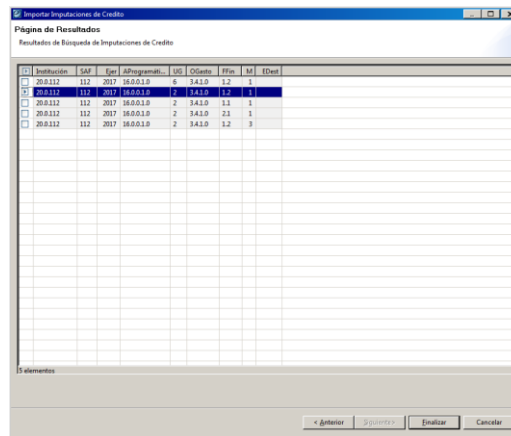 Importar Imputaciones de Credito
Página de Resultados
Resultados de Búsqueda de Imputaciones de Credito
Institución SAF Ejer AProgramáti... UG OGasto FFin M EDest
20.0.112 112 2017 16.0.0.1.0 6 3.4.1.0 1.2 1
20.0.112 112 2017 16.0.0.1.0 2 3.4.1.0 1.2 1
20.0.112 112 2017 16.0.0.1.0 2 3.4.1.0 1.1 1
20.0.112 112 2017 16.0.0.1.0 2 3.4.1.0 2.1 1
20.0.112 112 2017 16.0.0.1.0 2 3.4.1.0 1.2 3
5 elementos
< Anterior Siguiente > Finalizar Cancelar